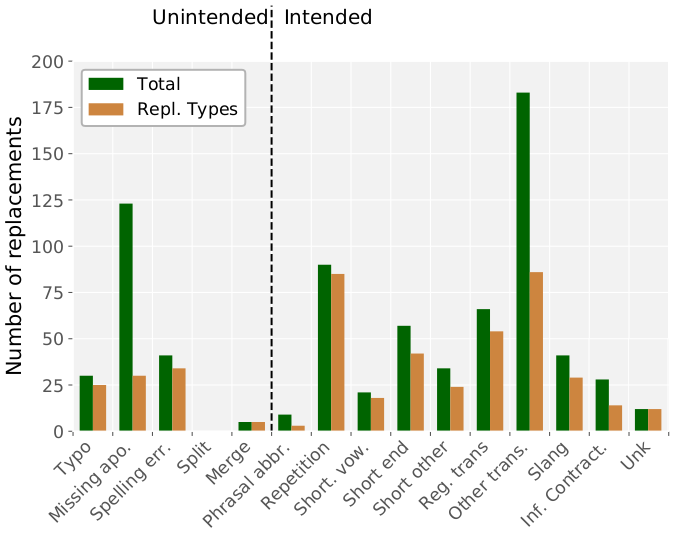 Unintended Intended
200
175
150
125
100
75
50
25
0
Number of replacements
Total
Repl. Types
Typo
Missing apo.
Spelling err.
Split
Merge
Phrasal abbr.
Repetition
Short. vow.
Short end
Short other
Reg. trans
Other trans.
Slang
Inf. Contract.
Unk